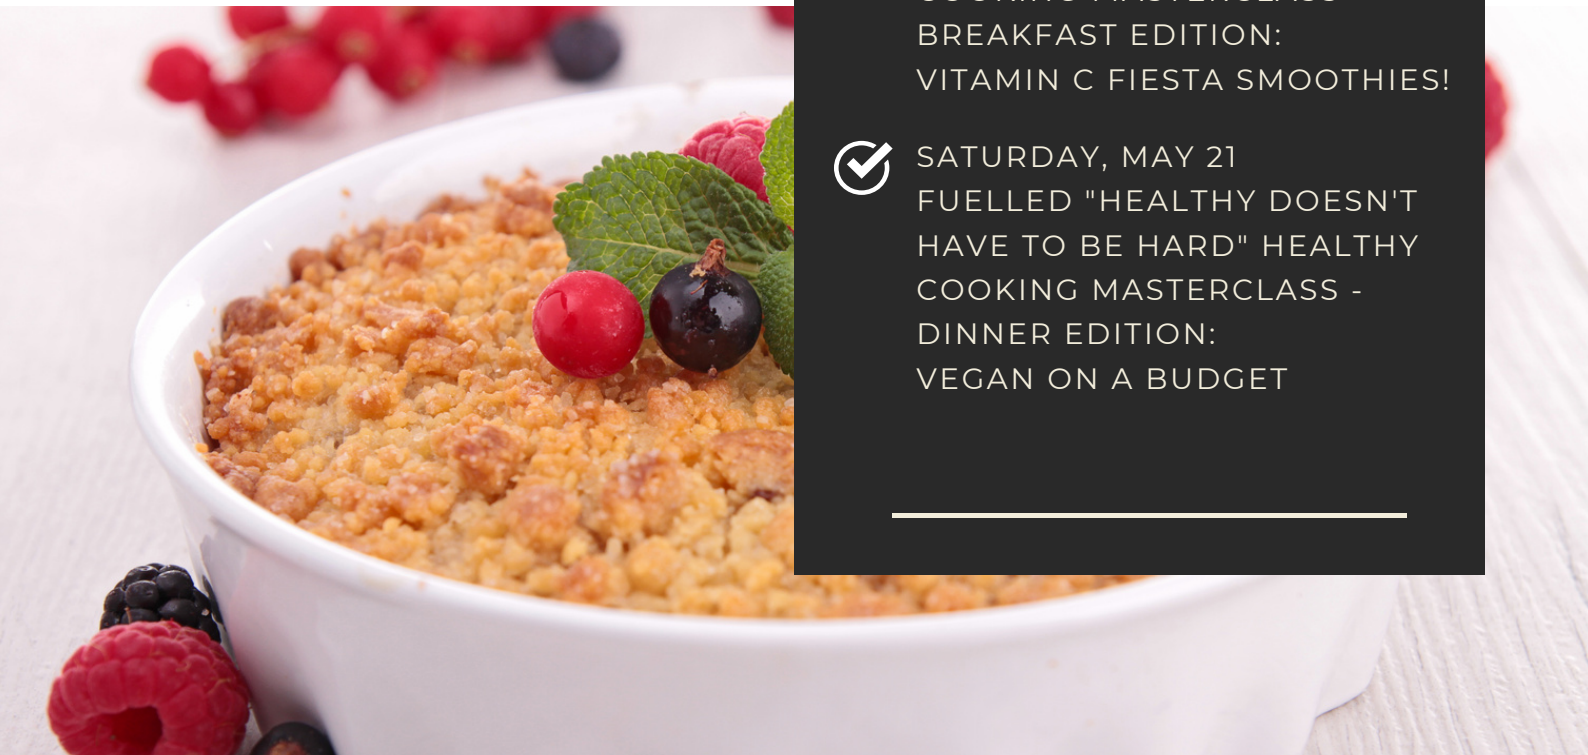 BREAKFAST EDITION:
VITAMIN C FIESTA SMOOTHIES!
SATURDAY, MAY 21
FUELLED "HEALTHY DOESN'T
HAVE TO BE HARD" HEALTHY
COOKING MASTERCLASS -
DINNER EDITION:
VEGAN ON A BUDGET